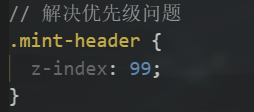 // 解决优先级问题
.mint-header {
  z-index: 99;
}